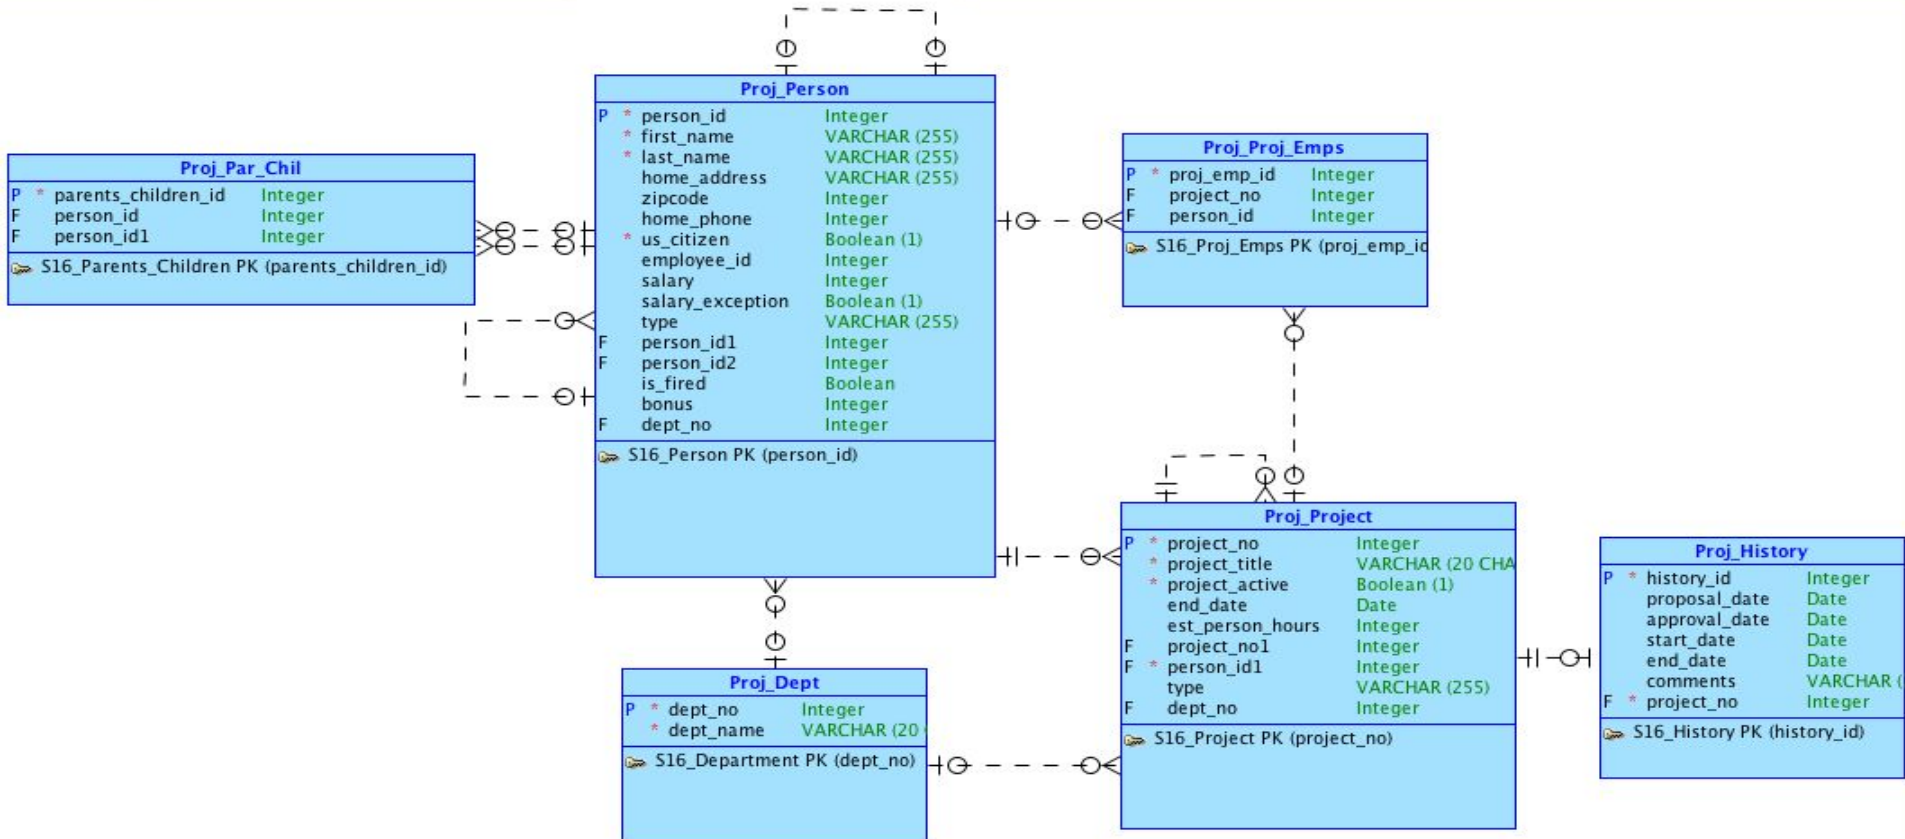 Proj_Person
P * person_id Integer
* first_name VARCHAR (255)
* last_name VARCHAR (255)
home_address VARCHAR (255)
zipcode Integer
home_phone Integer
* us_citizen Boolean (1)
employee_id Integer
salary Integer
salary_exception Boolean (1)
type VARCHAR (255)
F person_id1 Integer
F person_id2 Integer
is_fired Boolean
bonus Integer
F dept_no Integer
S16_Person PK (person_id)
Proj_Par_Chil
P * parents_children_id Integer
F person_id Integer
F person_id1 Integer
S16_Parents_Children PK (parents_children_id)
Proj_Proj_Emps
P * proj_emp_id Integer
F project_no Integer
F person_id Integer
S16_Proj_Emps PK (proj_emp_id
Proj_Project
P * project_no Integer
* project_title VARCHAR (20 CHA
* project_active Boolean (1)
end_date Date
est_person_hours Integer
F project_no1 Integer
F * person_id1 Integer
type VARCHAR (255)
F dept_no Integer
S16_Project PK (project_no)
Proj_History
P * history_id Integer
proposal_date Date
approval_date Date
start_date Date
end_date Date
comments VARCHAR (
F * project_no Integer
S16_History PK (history_id)
Proj_Dept
P * dept_no Integer
* dept_name VARCHAR (20
S16_Department PK (dept_no)